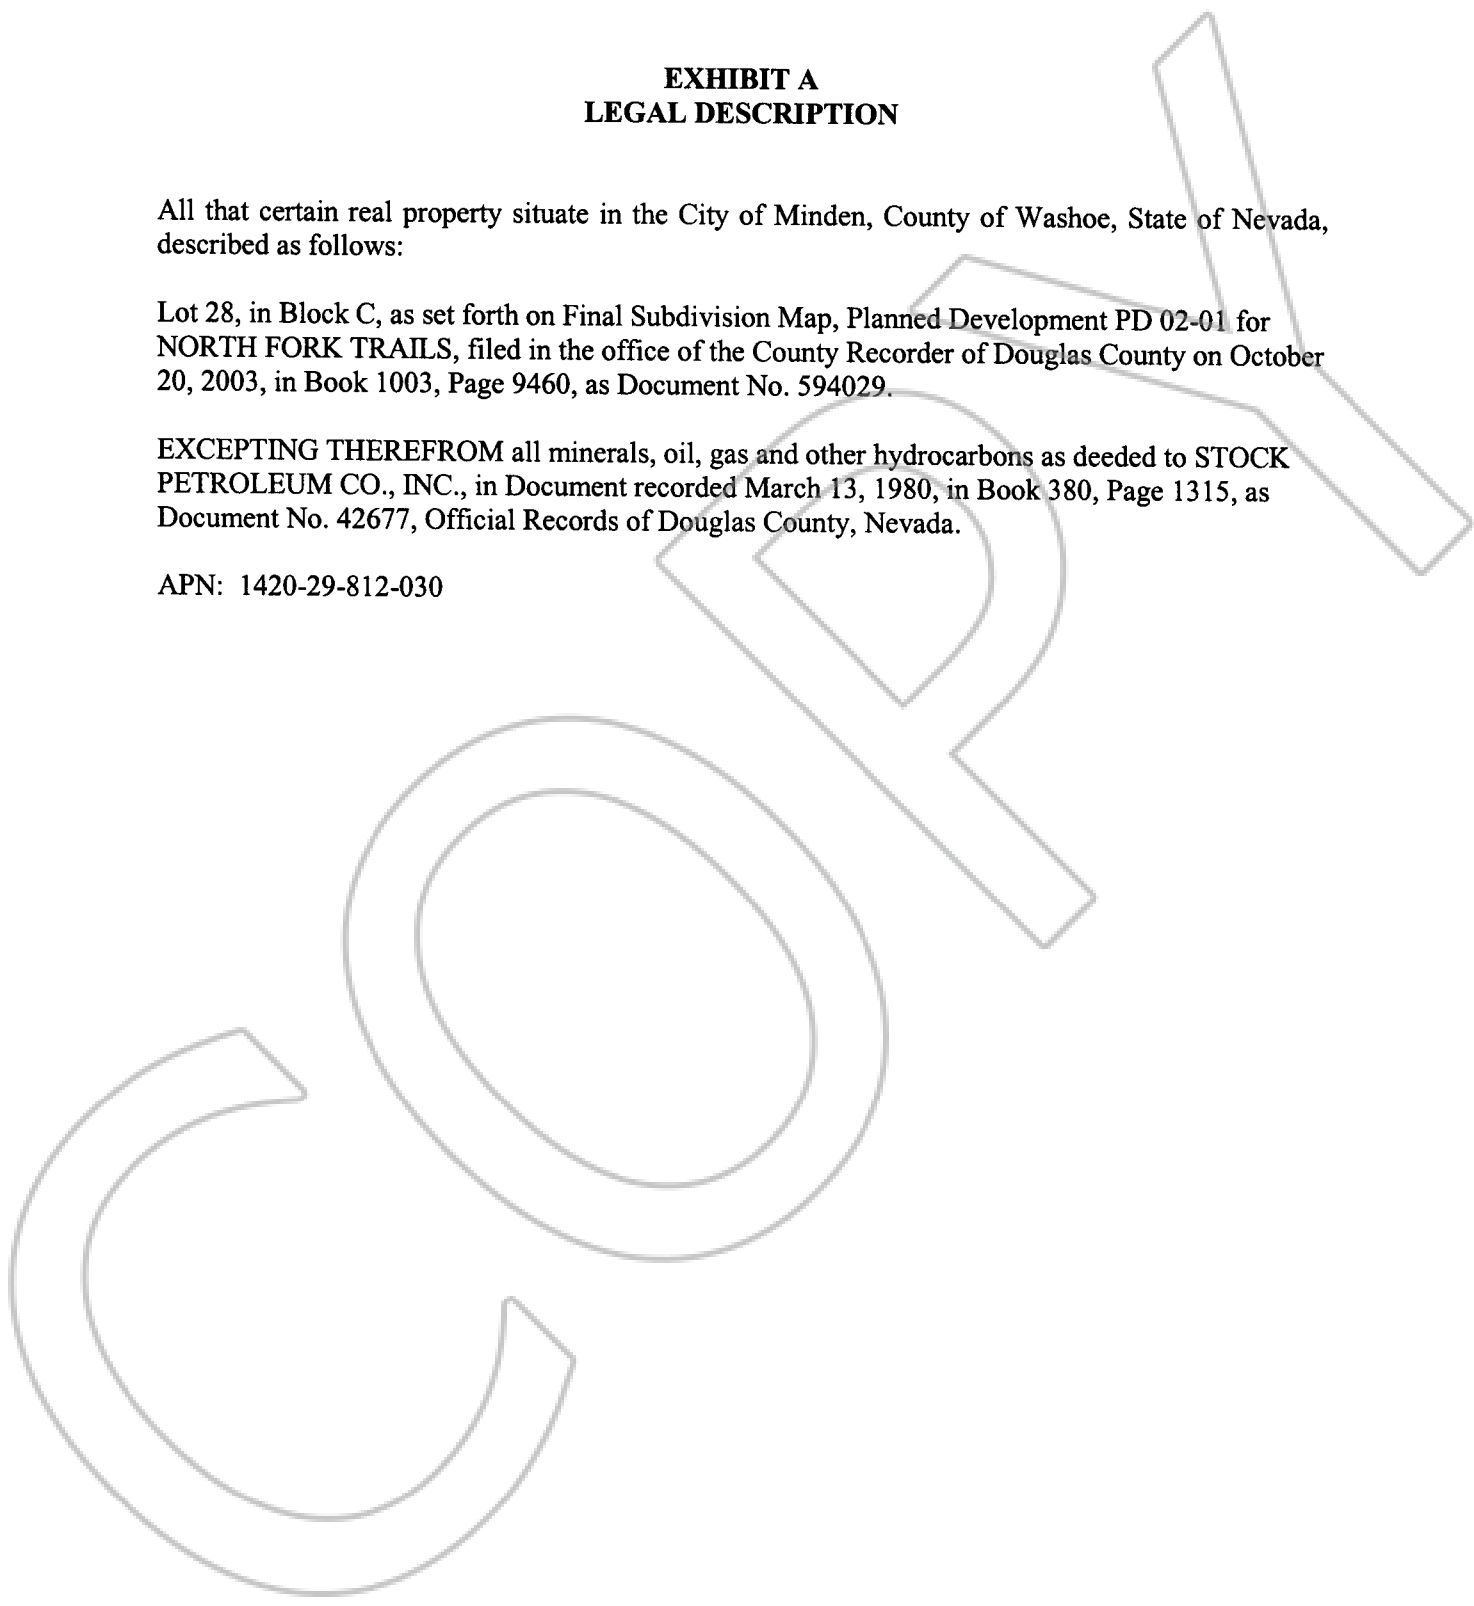 EXHIBIT A
LEGAL DESCRIPTION
All that certain real property situate in the City of Minden, County of Washoe, State of Nevada,
described as follows:
Lot 28, in Block C, as set forth on Final Subdivision Map, Planned Development PD 02-01 for
NORTH FORK TRAILS, filed in the office of the County Recorder of Douglas County on October
20, 2003, in Book 1003, Page 9460, as Document No. 594029.
EXCEPTING THEREFROM all minerals, oil, gas and other hydrocarbons as deeded to STOCK
PETROLEUM CO., INC., in Document recorded March 13, 1980, in Book 380, Page 1315, as
Document No. 42677, Official Records of Douglas County, Nevada.
APN: 1420-29-812-030
COPY